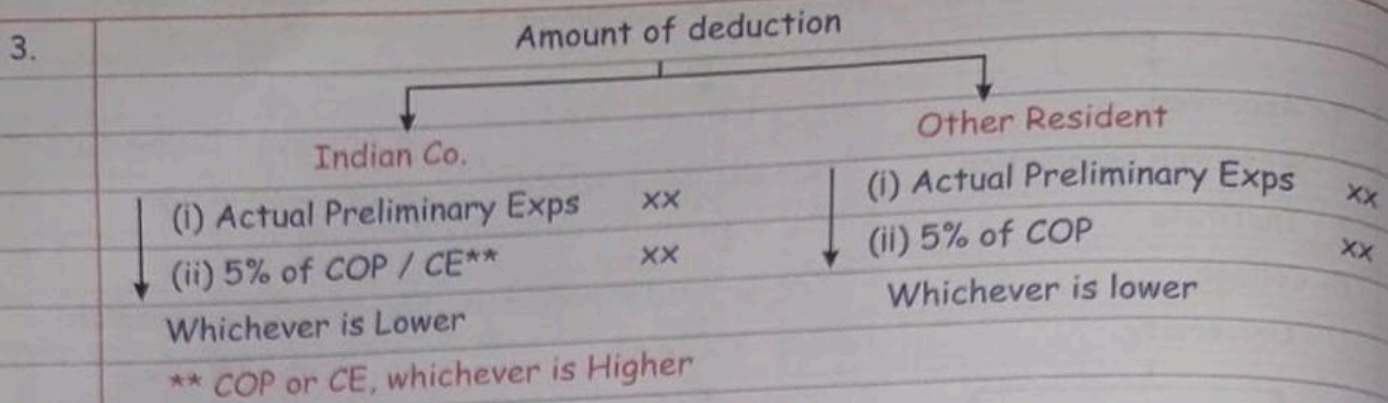 3.
Amount of deduction
Indian Co.
(i) Actual Preliminary Exps xx
(ii) 5% of COP / CE** xx
Whichever is Lower
** COP or CE, whichever is Higher
Other Resident
(i) Actual Preliminary Exps xx
(ii) 5% of COP xx
Whichever is lower